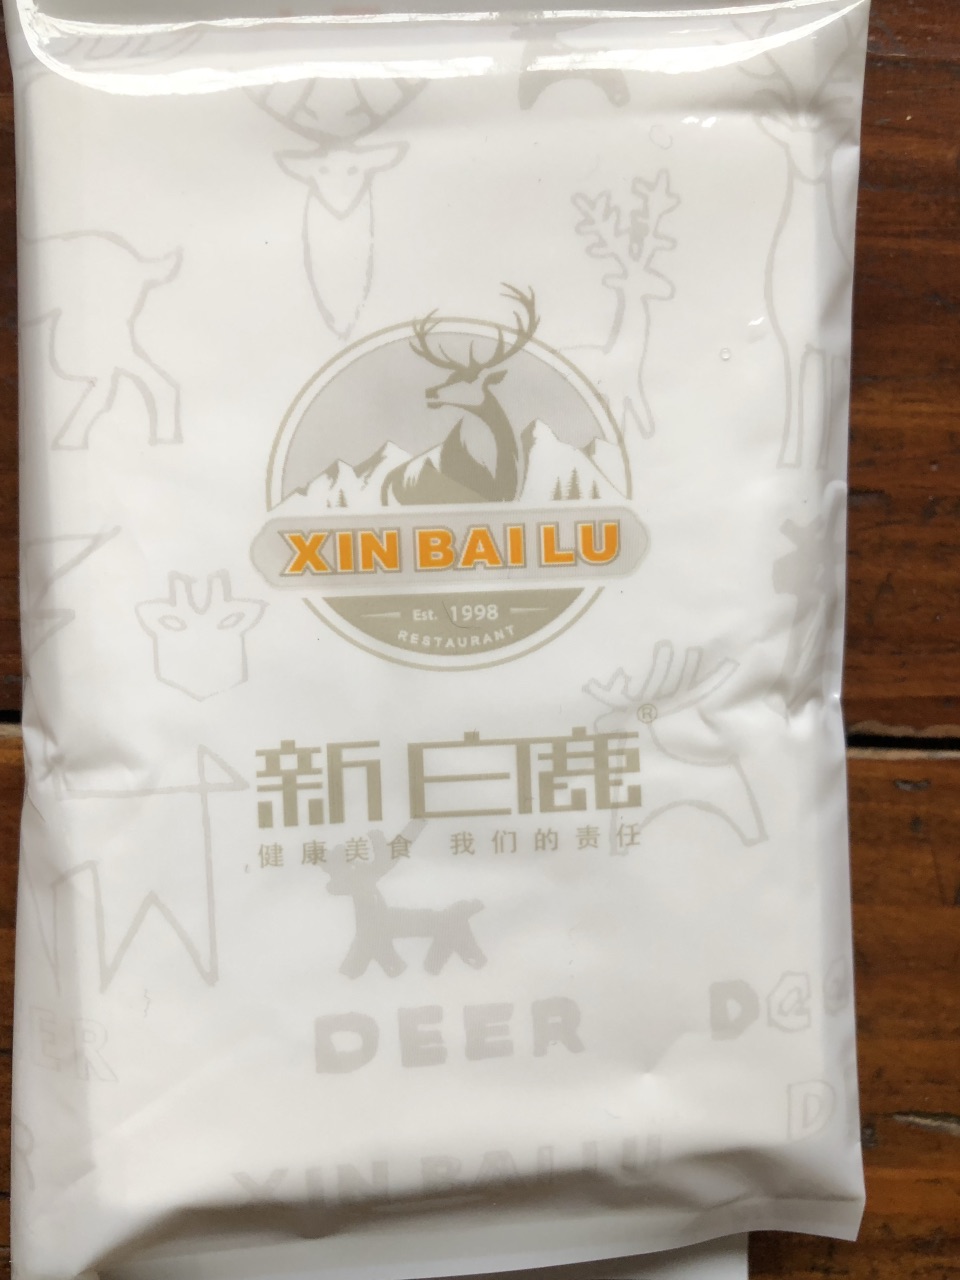 XIN BAI LU
Est. 1998
RESTAURANT
新白鹿®
健康美食 我们的责任
DEER
ER
D
XIN BAI LU